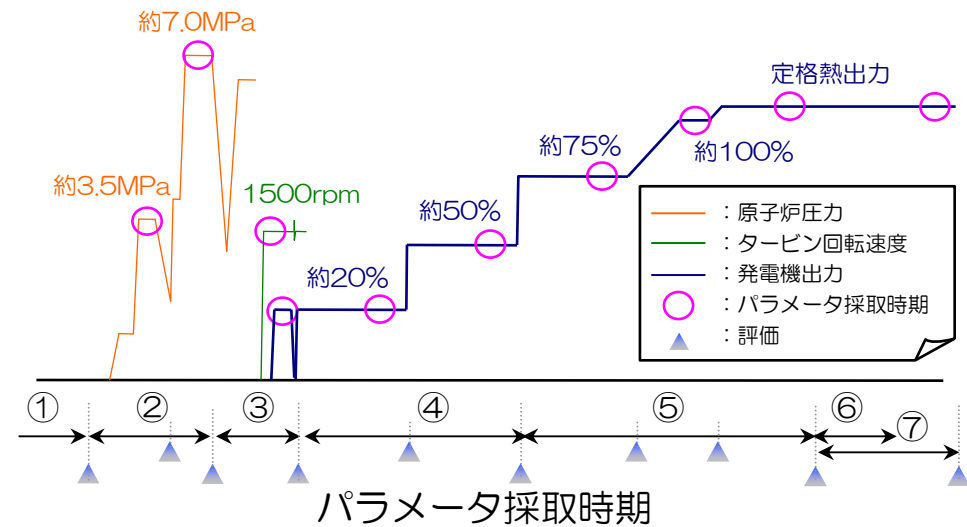 約7.0MPa
定格熱出力
約75%
約100%
約3.5MPa
1500rpm
約50%
約20%
：原子炉圧力
：タービン回転速度
：発電機出力
：パラメータ採取時期
：評価
① ② ③ ④ ⑤ ⑥ ⑦
パラメータ採取時期